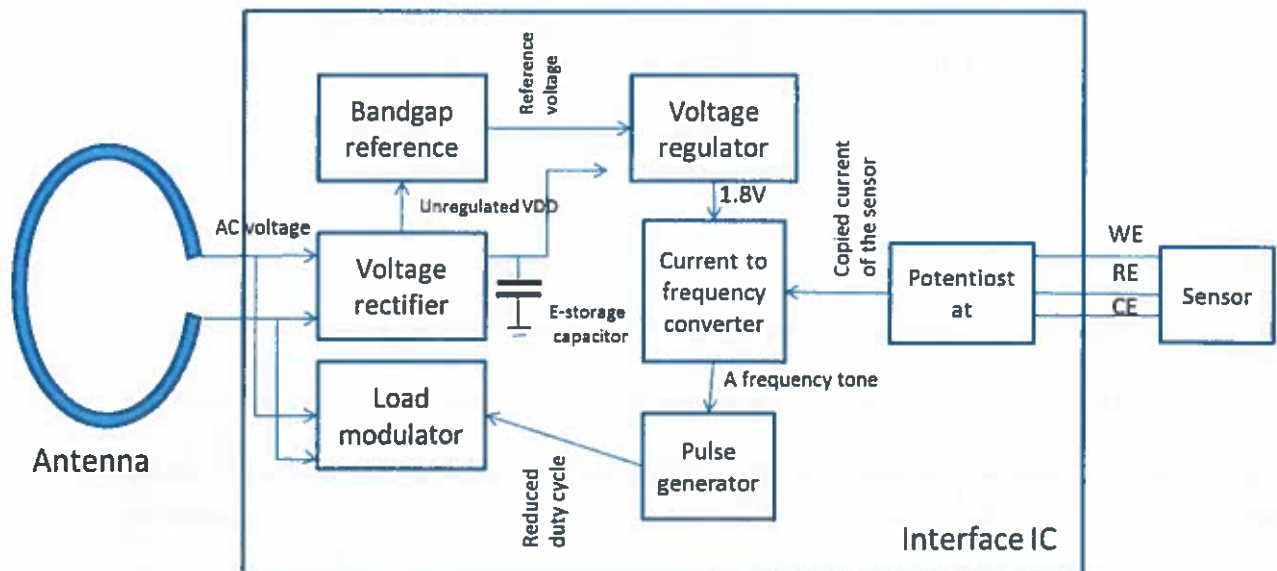 Bandgap
reference
Reference
voltage
Voltage
regulator
Unregulated VDD
1.8V
AC voltage
Voltage
rectifier
E-storage
capacitor
Current to
frequency
converter
Copied current
of the sensor
Potentiost
at
WE
RE
CE
Sensor
A frequency tone
Load
modulator
Reduced
duty cycle
Pulse
generator
Antenna
Interface IC